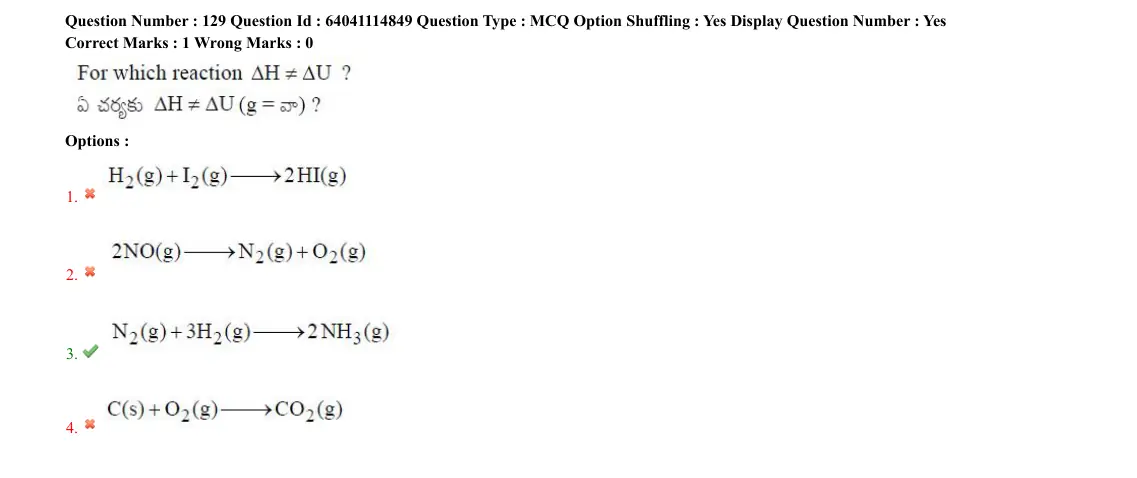 Question Number : 129 Question Id : 64041114849 Question Type : MCQ Option Shuffling : Yes Display Question Number : Yes
Correct Marks : 1 Wrong Marks : 0
For which reaction ΔH ≠ ΔU ?
ఏ చర్యకు ΔH ≠ ΔU (g = వా) ?
Options :
1. H₂(g) + I₂(g) ⟶ 2HI(g)
2. 2NO(g) ⟶ N₂(g) + O₂(g)
3. N₂(g) + 3H₂(g) ⟶ 2NH₃(g)
4. C(s) + O₂(g) ⟶ CO₂(g)